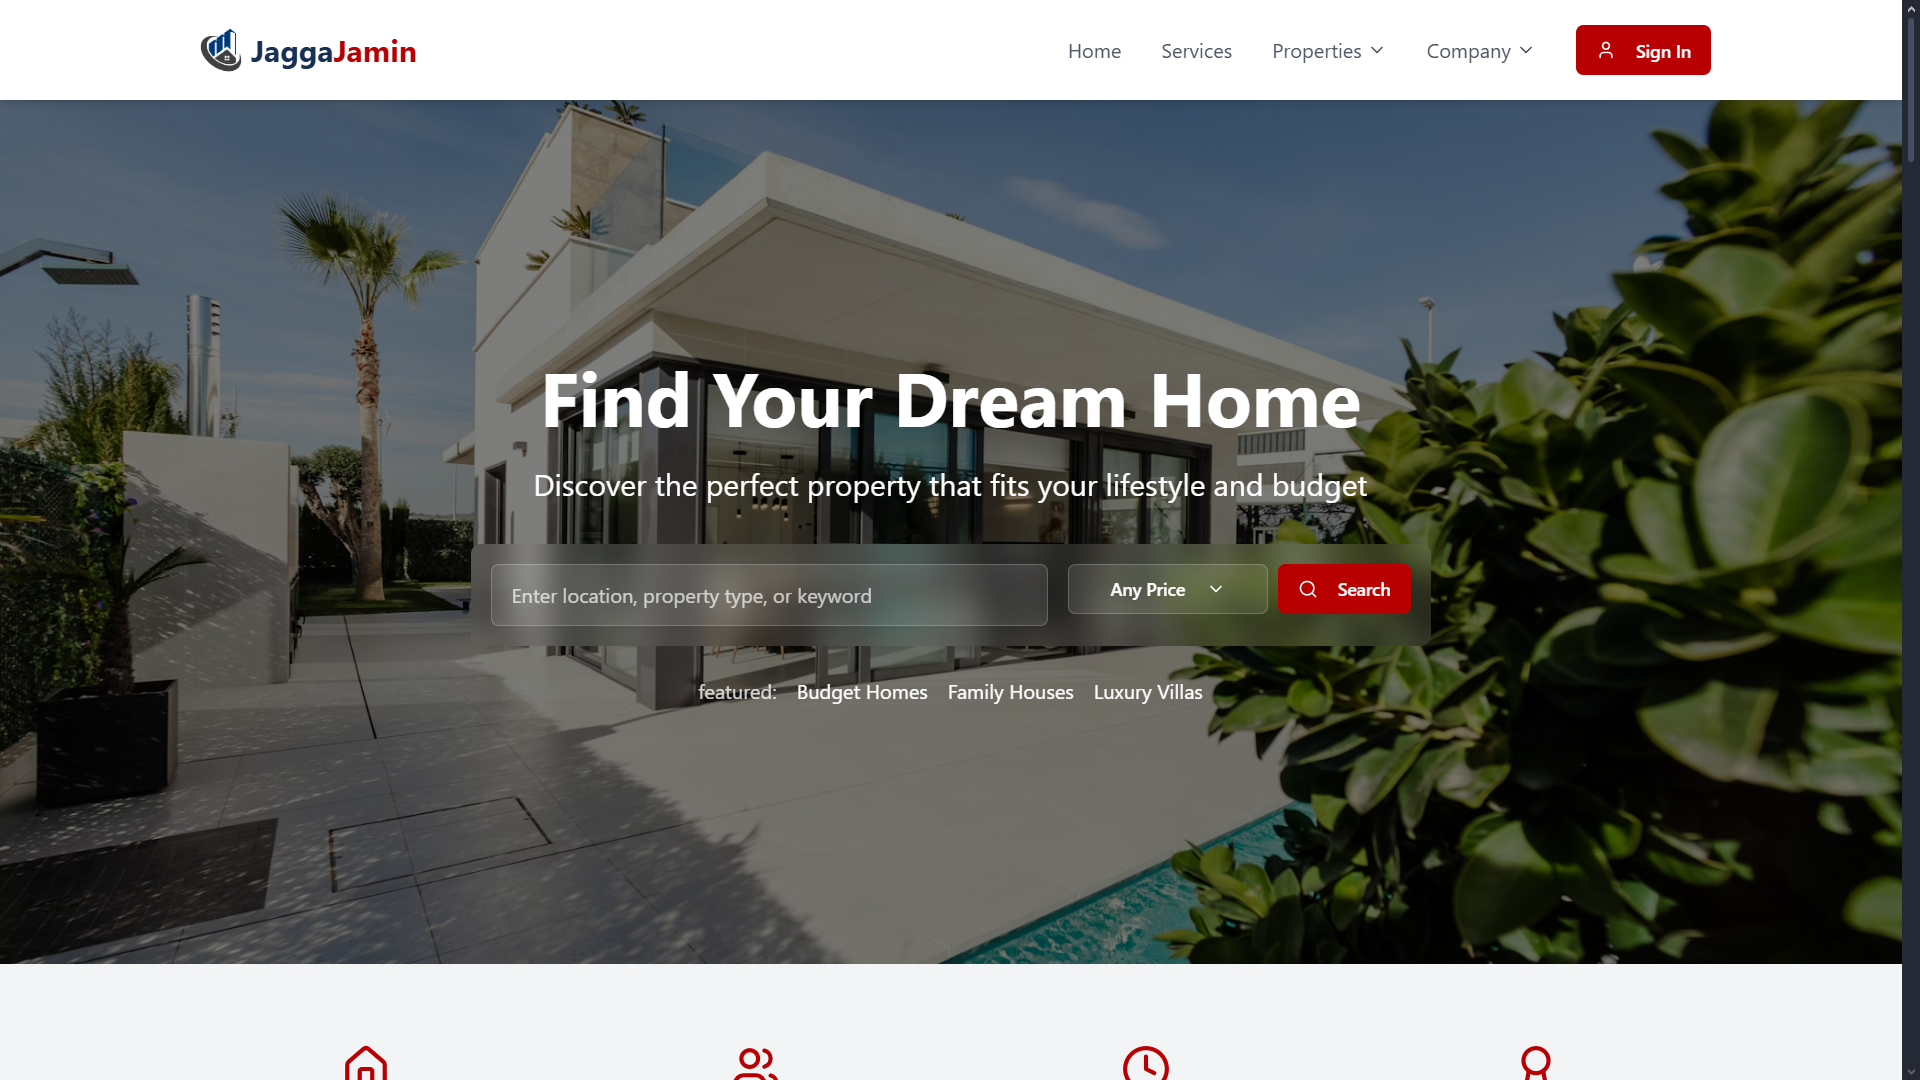 JaggaJamin
Home
Services
Properties
Company
Sign In
Find Your Dream Home
Discover the perfect property that fits your lifestyle and budget
Enter location, property type, or keyword
Any Price
Search
featured: Budget Homes Family Houses Luxury Villas